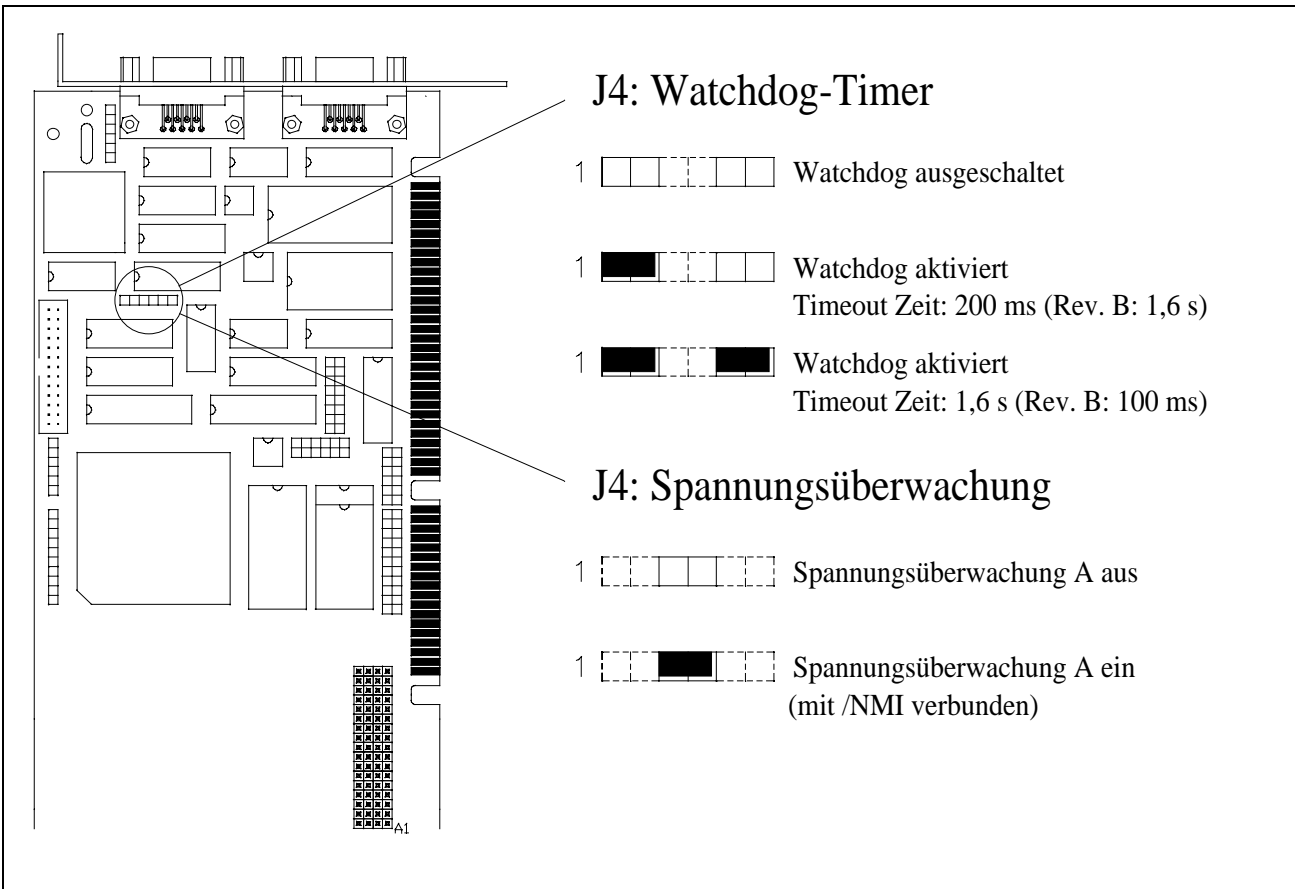 J4: Watchdog-Timer
1 Watchdog ausgeschaltet
1 Watchdog aktiviert
Timeout Zeit: 200 ms (Rev. B: 1,6 s)
1 Watchdog aktiviert
Timeout Zeit: 1,6 s (Rev. B: 100 ms)
J4: Spannungsüberwachung
1 Spannungsüberwachung A aus
1 Spannungsüberwachung A ein
(mit /NMI verbunden)
A1